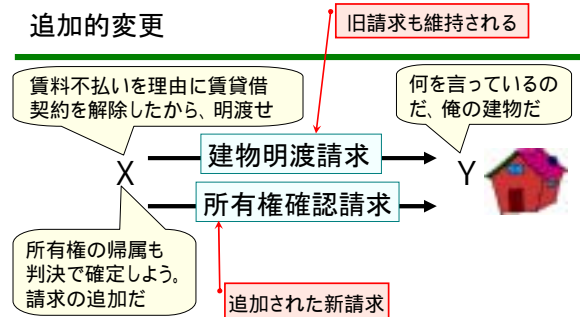 追加的変更
旧請求も維持される
賃料不払いを理由に賃貸借
契約を解除したから、明渡せ
何を言っているの
だ、俺の建物だ
建物明渡請求
X
Y
所有権確認請求
所有権の帰属も
判決で確定しよう。
請求の追加だ
追加された新請求